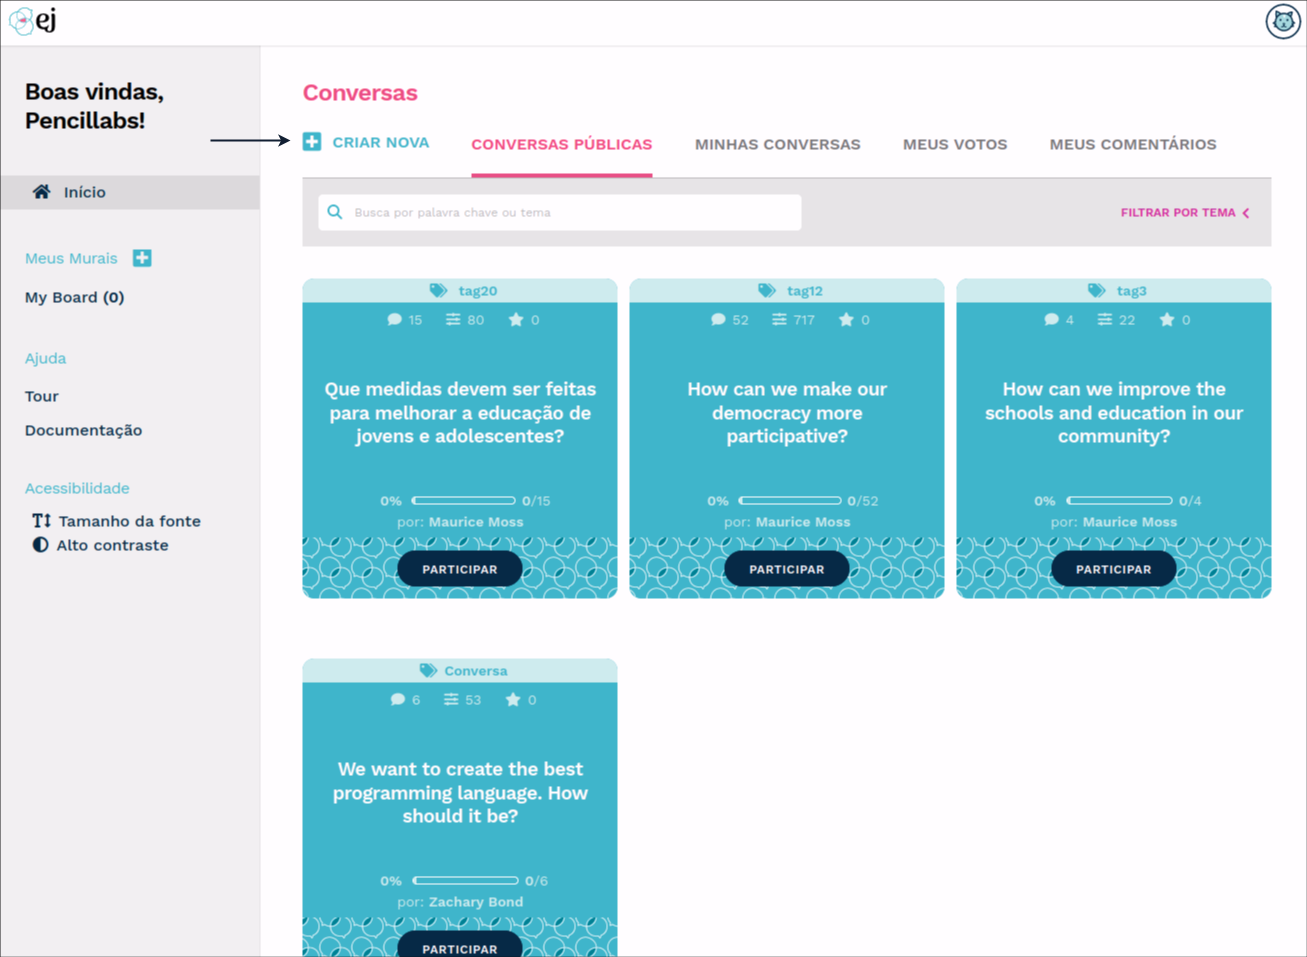 ej
Boas vindas,
Pencillabs!
Início
Meus Murais
My Board (0)
Ajuda
Tour
Documentação
Acessibilidade
Tamanho da fonte
Alto contraste
Conversas
CRIAR NOVA
CONVERSAS PÚBLICAS
MINHAS CONVERSAS
MEUS VOTOS
MEUS COMENTÁRIOS
Busca por palavra chave ou tema
FILTRAR POR TEMA
tag20
15 80 0
Que medidas devem ser feitas
para melhorar a educação de
jovens e adolescentes?
0% 0/15
por: Maurice Moss
PARTICIPAR
tag12
52 717 0
How can we make our
democracy more
participative?
0% 0/52
por: Maurice Moss
PARTICIPAR
tag3
4 22 0
How can we improve the
schools and education in our
community?
0% 0/4
por: Maurice Moss
PARTICIPAR
Conversa
6 53 0
We want to create the best
programming language. How
should it be?
0% 0/6
por: Zachary Bond
PARTICIPAR